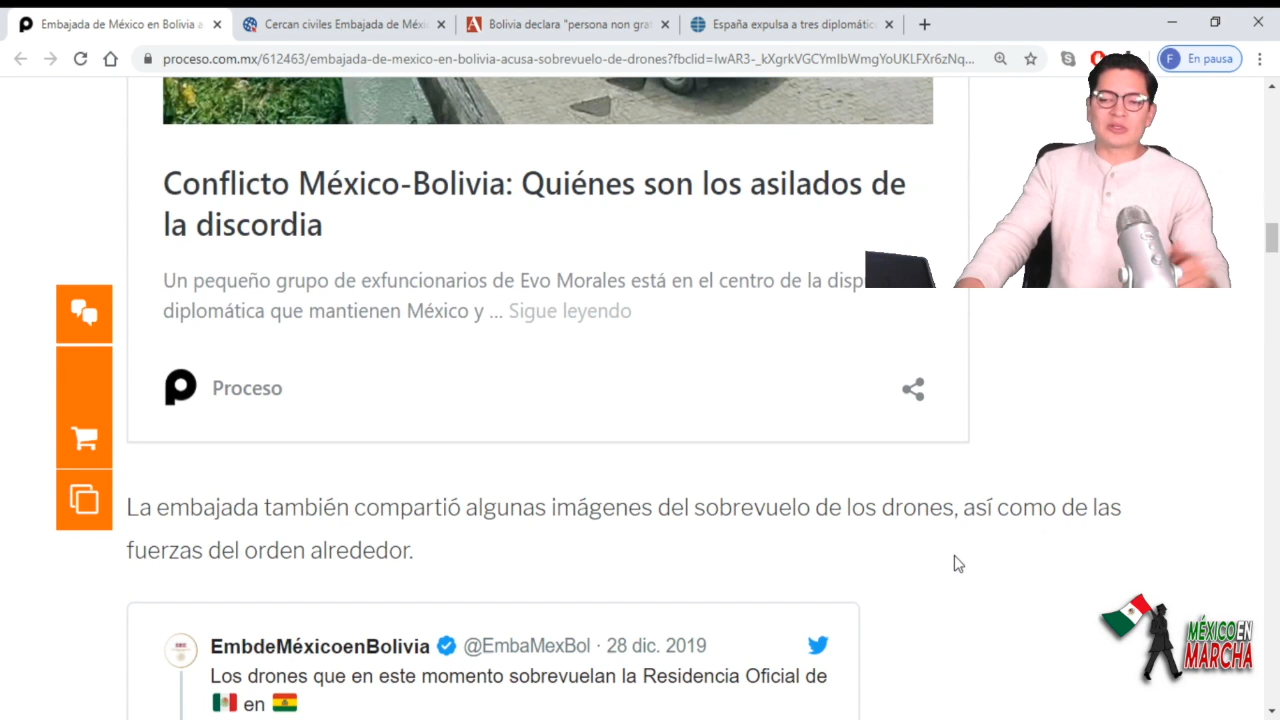 Embajada de México en Bolivia a
Cercan civiles Embajada de Méxi
Bolivia declara "persona non grat
España expulsa a tres diplomátic
proceso.com.mx/612463/embajada-de-mexico-en-bolivia-acusa-sobrevuelo-de-drones?fbclid=IwAR3-_kXgrkVGCYmIbWmgYoUKLFXr6zNq...
F En pausa
Conflicto México-Bolivia: Quiénes son los asilados de
la discordia
Un pequeño grupo de exfuncionarios de Evo Morales está en el centro de la disp
diplomática que mantienen México y ... Sigue leyendo
Proceso
La embajada también compartió algunas imágenes del sobrevuelo de los drones, así como de las
fuerzas del orden alrededor.
EmbdeMéxicoenBolivia @EmbaMexBol · 28 dic. 2019
Los drones que en este momento sobrevuelan la Residencia Oficial de
🇲🇽 en 🇧🇴
MÉXICO EN
MARCHA